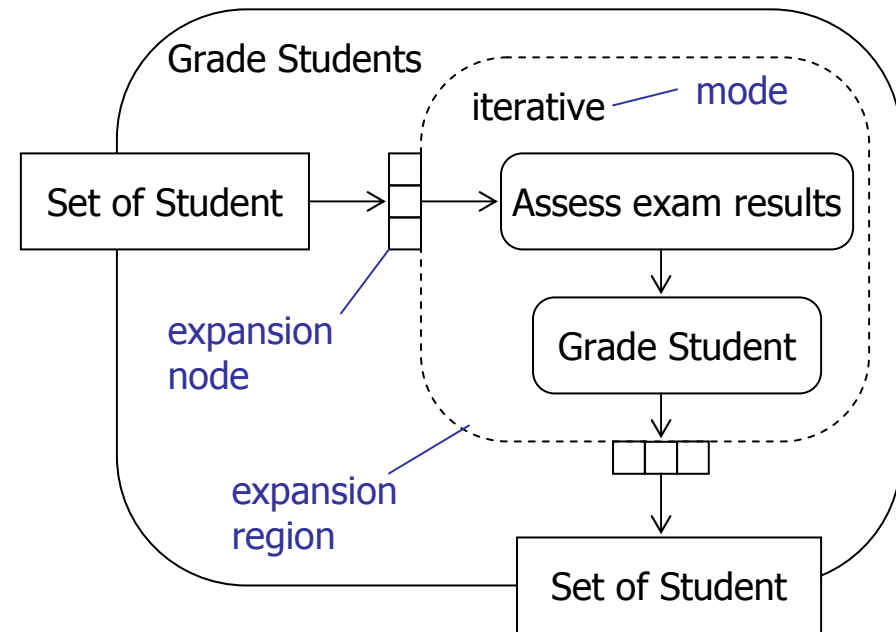 Grade Students
iterative
mode
Set of Student
Assess exam results
expansion
node
Grade Student
expansion
region
Set of Student